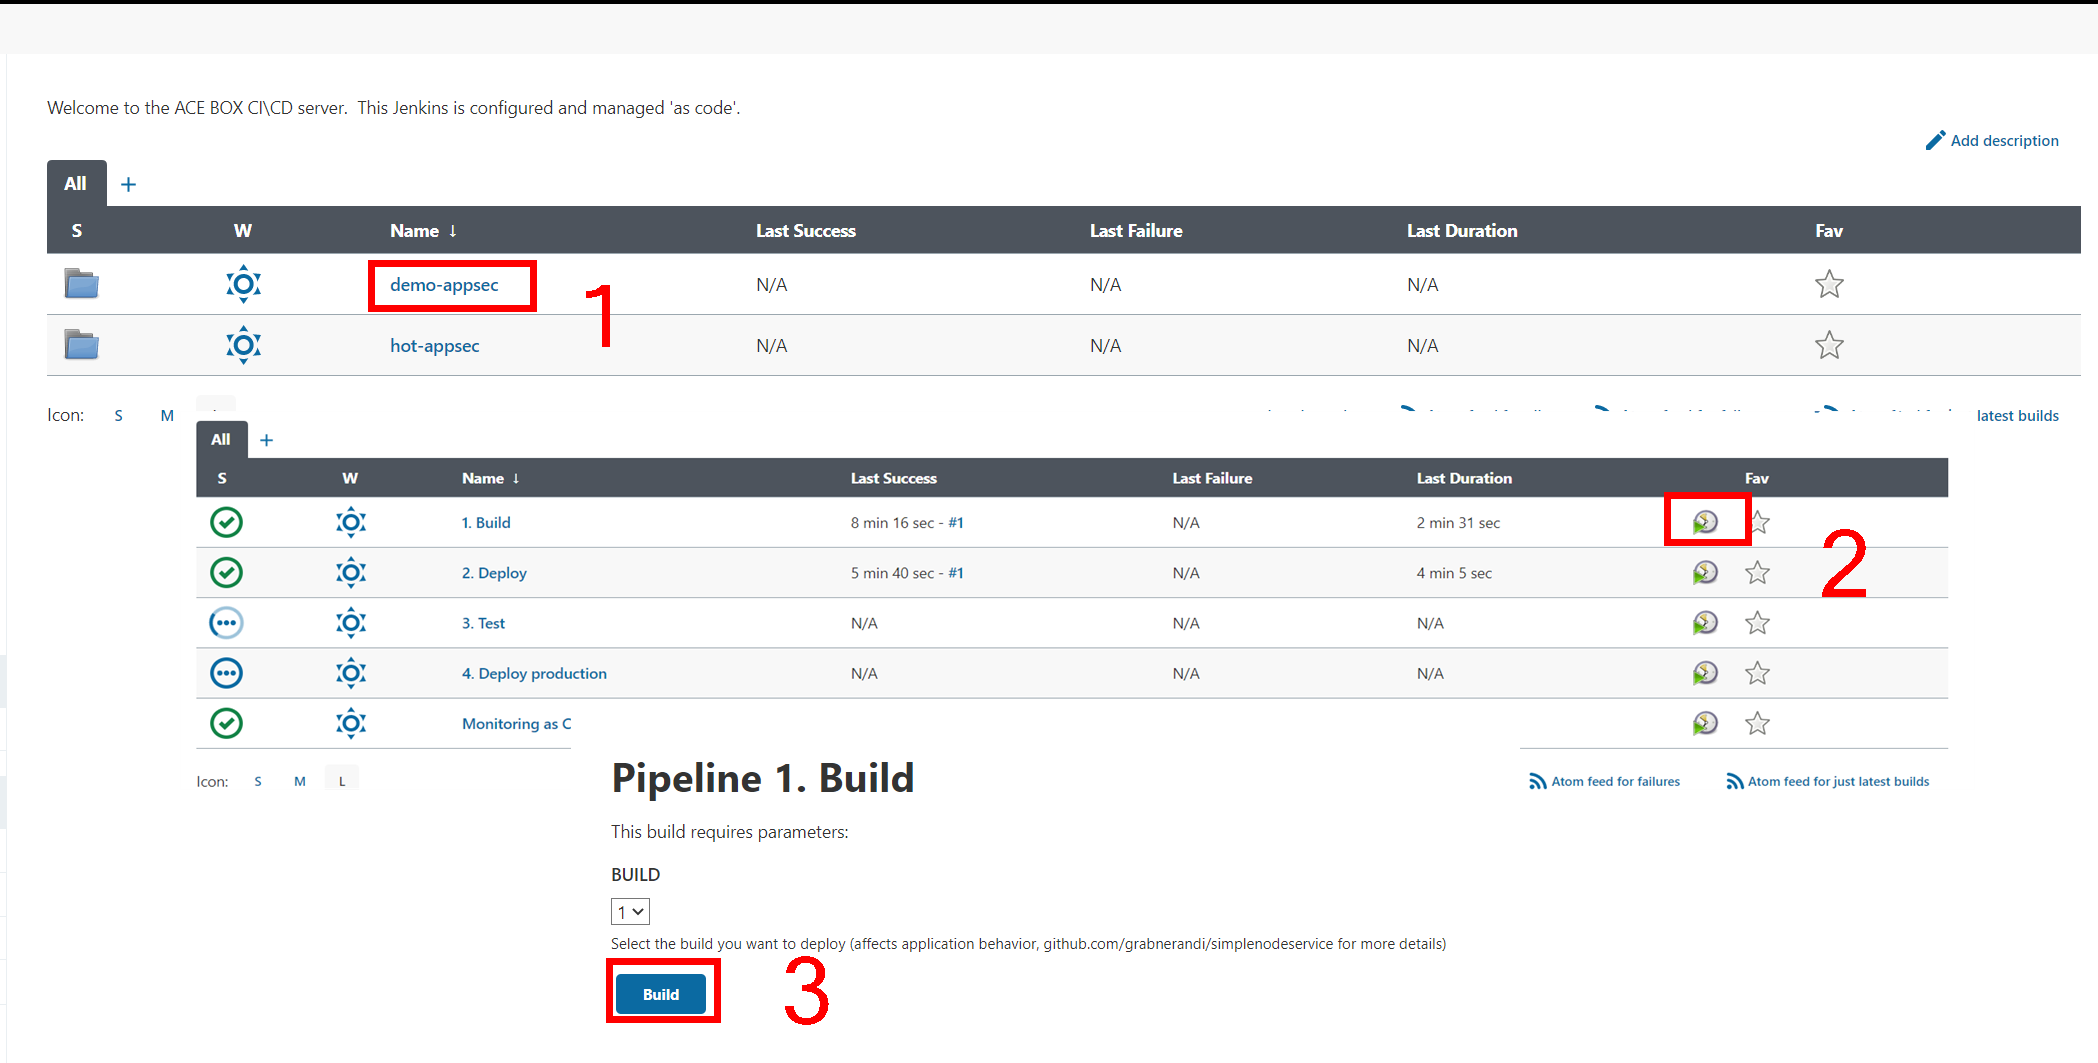 Welcome to the ACE BOX CI\CD server.  This Jenkins is configured and managed 'as code'.
Add description
All +
S W Name ↓ Last Success Last Failure Last Duration Fav
demo-appsec N/A N/A N/A
1
hot-appsec N/A N/A N/A
Icon: S M
latest builds
All +
S W Name ↓ Last Success Last Failure Last Duration Fav
1. Build 8 min 16 sec - #1 N/A 2 min 31 sec
2
2. Deploy 5 min 40 sec - #1 N/A 4 min 5 sec
3. Test N/A N/A N/A
4. Deploy production N/A N/A N/A
Monitoring as C
Icon: S M L
Atom feed for failures Atom feed for just latest builds
Pipeline 1. Build
This build requires parameters:
BUILD
1
Select the build you want to deploy (affects application behavior, github.com/grabnerandi/simplenodeservice for more details)
Build
3